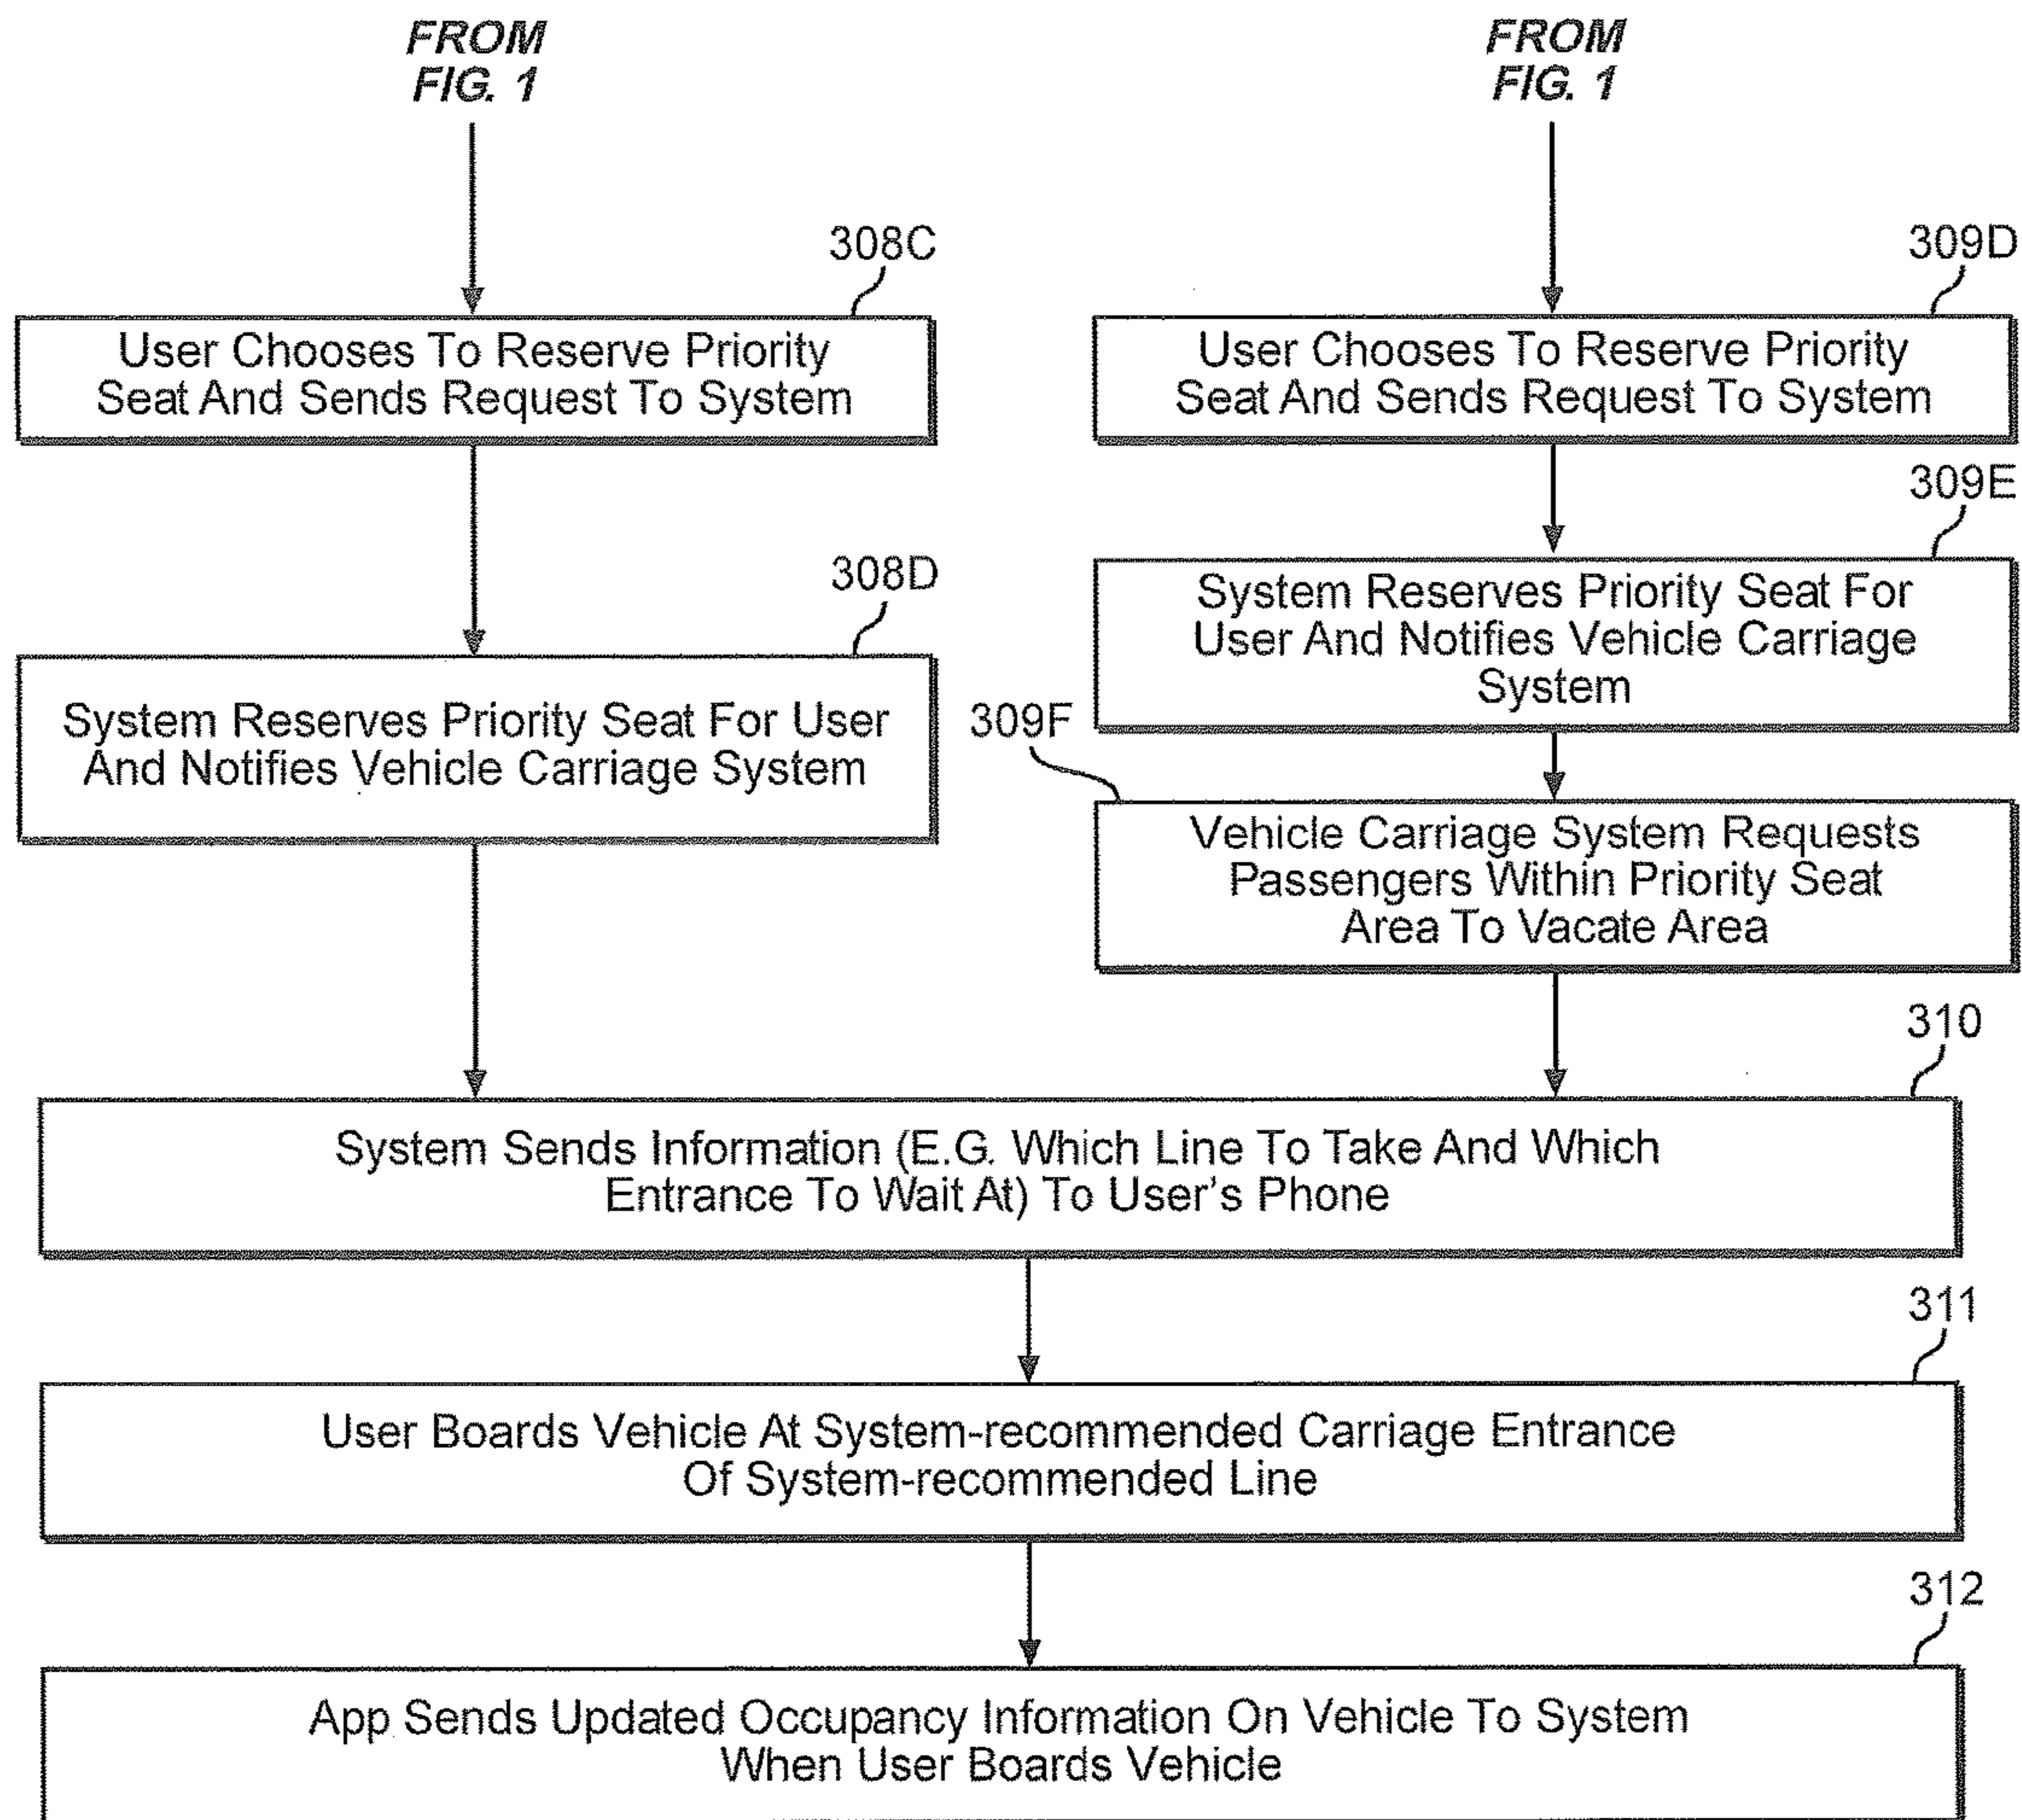 FROM
FIG. 1
FROM
FIG. 1
308C
User Chooses To Reserve Priority
Seat And Sends Request To System
309D
User Chooses To Reserve Priority
Seat And Sends Request To System
308D
System Reserves Priority Seat For User
And Notifies Vehicle Carriage System
309E
System Reserves Priority Seat For
User And Notifies Vehicle Carriage
System
309F
Vehicle Carriage System Requests
Passengers Within Priority Seat
Area To Vacate Area
310
System Sends Information (E.G. Which Line To Take And Which
Entrance To Wait At) To User's Phone
311
User Boards Vehicle At System-recommended Carriage Entrance
Of System-recommended Line
312
App Sends Updated Occupancy Information On Vehicle To System
When User Boards Vehicle